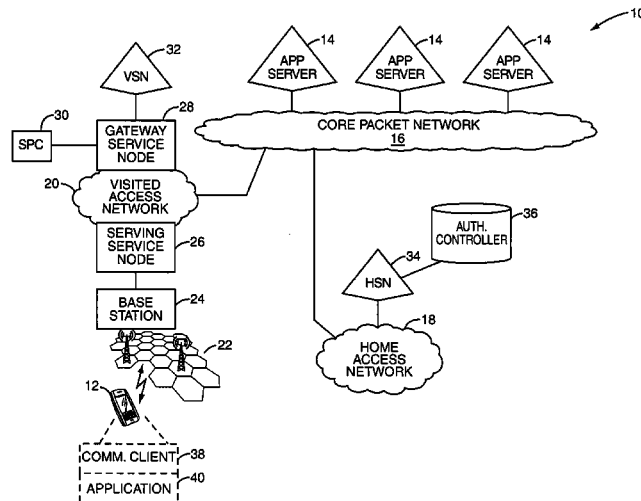 10
32
VSN
14
APP
SERVER
14
APP
SERVER
14
APP
SERVER
30
SPC
28
GATEWAY
SERVICE
NODE
CORE PACKET NETWORK
16
20
VISITED
ACCESS
NETWORK
SERVING
SERVICE
NODE
26
36
AUTH.
CONTROLLER
34
HSN
BASE
STATION
24
22
18
HOME
ACCESS
NETWORK
12
COMM. CLIENT
38
APPLICATION
40